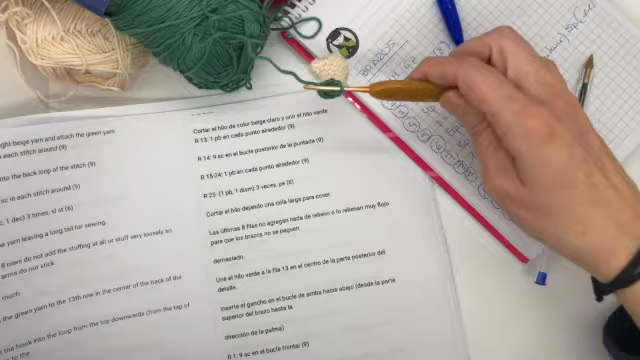 ght-beige yarn and attach the green yarn
n each stitch around (9)
nto the back loop of the stitch (9)
sc in each stitch around (9)
c, 1 dec) 3 times, sl st (6)
he yarn leaving a long tail for sewing.
8 rows do not add the stuffing at all or stuff very loosely so
arms do not stick
much.
the green yarn to the 13th row in the center of the back of the
t the hook into the loop from the top downwards (from the top of
to the
Cortar el hilo de color beige claro y unir el hilo verde
R 13: 1 pb en cada punto alrededor (9)
R 14: 9 sc en el bucle posterior de la puntada (9)
R 15-24: 1 pb en cada punto alrededor (9)
R 25: (1 pb, 1 dism) 3 veces, pe (6)
Cortar el hilo dejando una cola larga para coser.
Las últimas 8 filas no agregan nada de relleno o lo rellenan muy flojo
para que los brazos no se peguen
demasiado.
Une el hilo verde a la fila 13 en el centro de la parte posterior del
detalle.
Inserte el gancho en el bucle de arriba hacia abajo (desde la parte
superior del brazo hasta la
dirección de la palma)
R 1: 9 sc en el bucle frontal (9)
BRAZOS